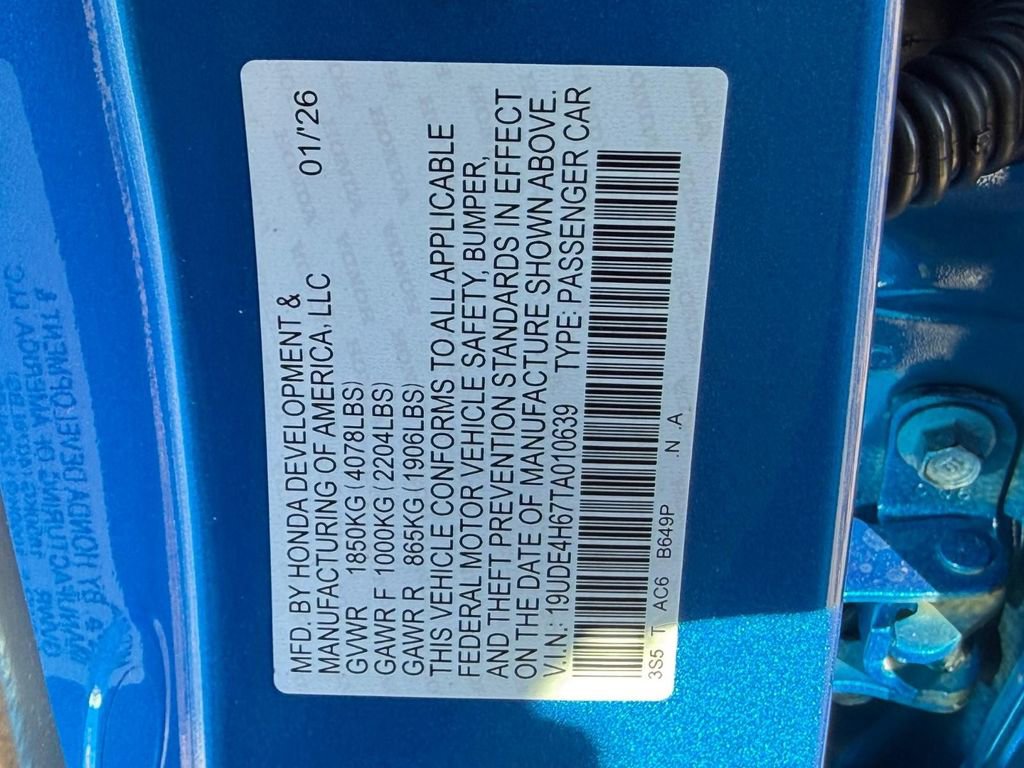 MFD. BY HONDA DEVELOPMENT &
MANUFACTURING OF AMERICA, LLC 01/'26
GVWR 1850KG (4078LBS)
GAWR F 1000KG (2204LBS)
GAWR R 865KG (1906LBS)
THIS VEHICLE CONFORMS TO ALL APPLICABLE
FEDERAL MOTOR VEHICLE SAFETY, BUMPER,
AND THEFT PREVENTION STANDARDS IN EFFECT
ON THE DATE OF MANUFACTURE SHOWN ABOVE.
V.I.N.: 19UDE4H67TA010639 TYPE: PASSENGER CAR
3S5 T AC6 B649P N A